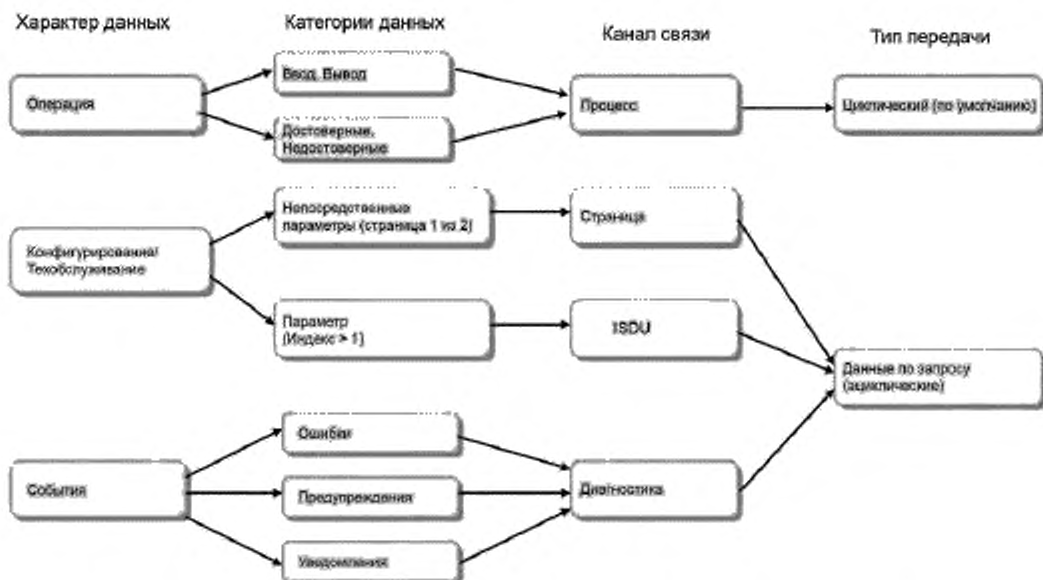 Характер данных
Категории данных
Канал связи
Тип передачи
Операция
Ввод, Вывод
Достоверные,
Недостоверные
Процесс
Циклический (по умолчанию)
Конфигурирование/
Техобслуживание
Непосредственные
параметры (страница 1 из 2)
Страница
Параметр
(Индекс > 1)
ISDU
Данные по запросу
(ациклические)
События
Ошибки
Предупреждения
Уведомления
Диагностика